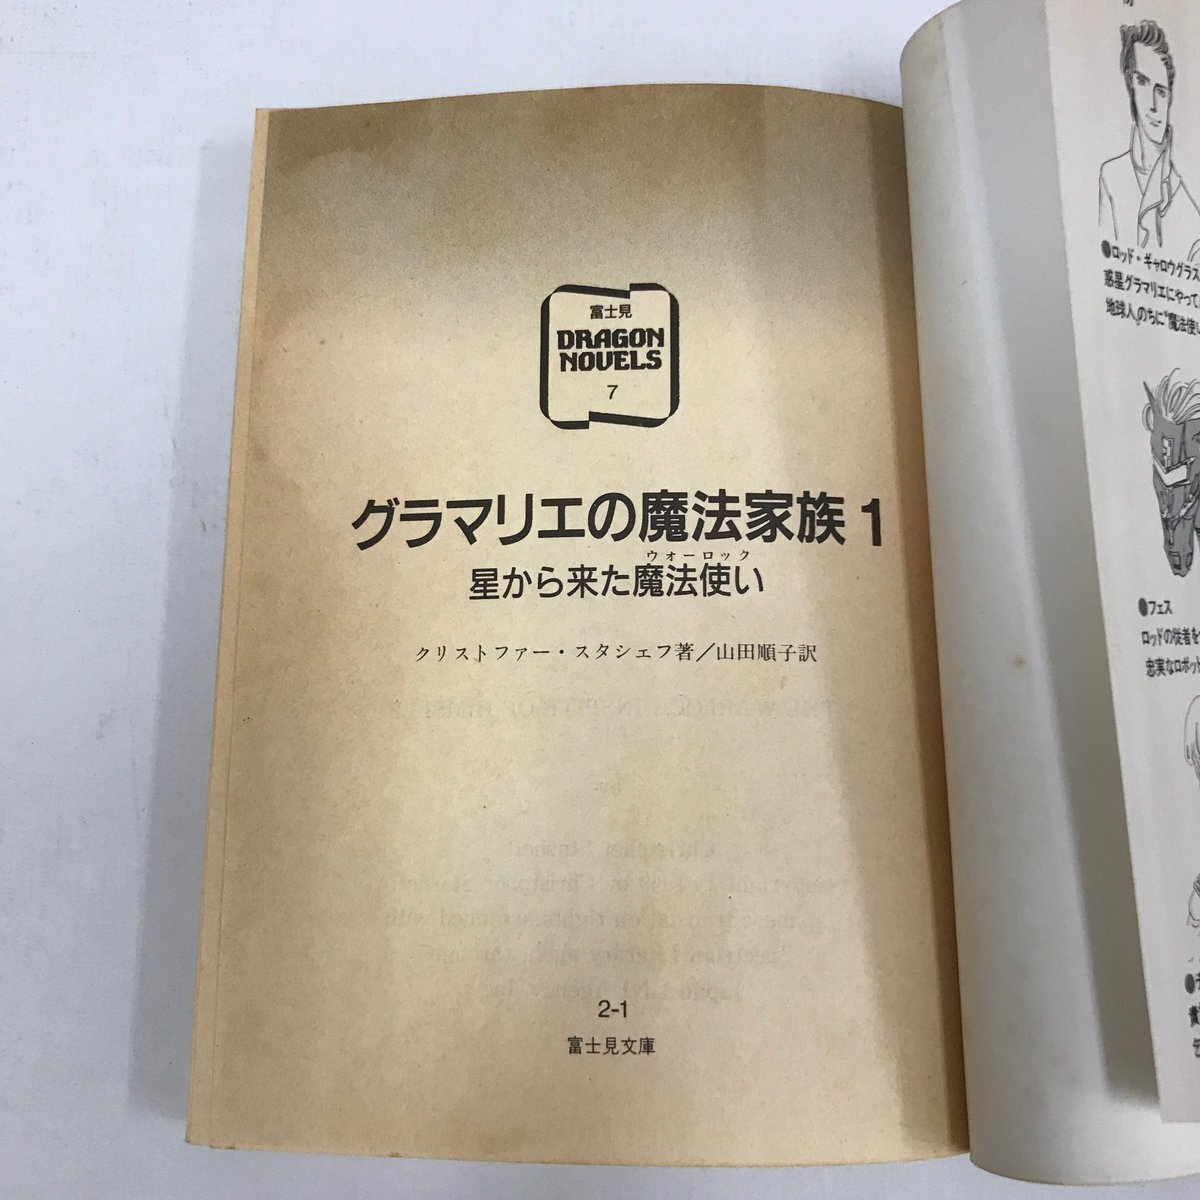 富士見
DRAGON
NOVELS
7
グラマリエの魔法家族1
ウォーロック
星から来た魔法使い
クリストファー・スタシェフ著／山田順子訳
2-1
富士見文庫
●ロッド・ギャロウグラス
惑星グラマリエにやって
地球人。のちに"魔法使い
●フェス
ロッドの従者を
忠実なロボット